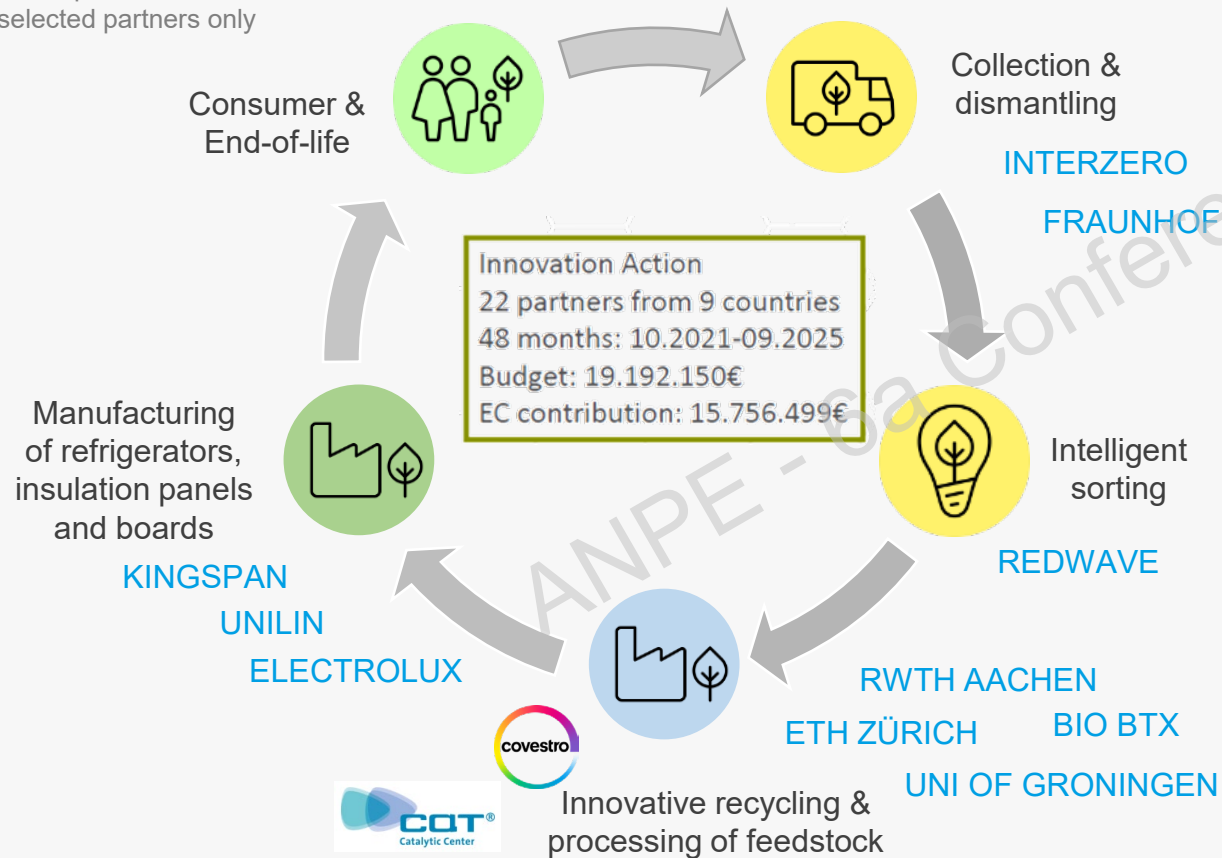 selected partners only
Consumer &
End-of-life
Collection &
dismantling
INTERZERO
FRAUNHOF
Innovation Action
22 partners from 9 countries
48 months: 10.2021-09.2025
Budget: 19.192.150€
EC contribution: 15.756.499€
Intelligent
sorting
REDWAVE
Manufacturing
of refrigerators,
insulation panels
and boards
KINGSPAN
UNILIN
ELECTROLUX
RWTH AACHEN
ETH ZÜRICH
BIO BTX
UNI OF GRONINGEN
covestro
CAT®
Catalytic Center
Innovative recycling &
processing of feedstock
ANPE - 6a Confere